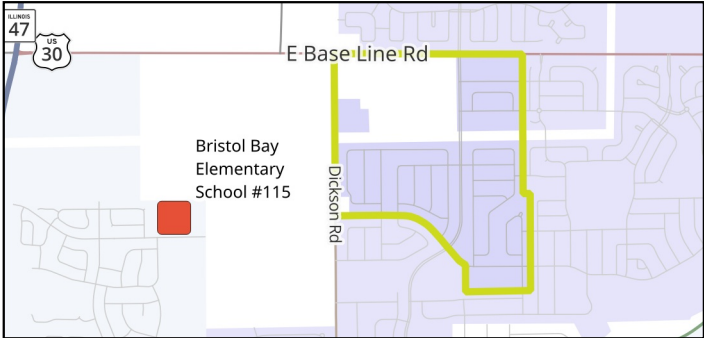 ILLINOIS
47
US
30
E Base Line Rd
Bristol Bay
Elementary
School #115
Dickson Rd